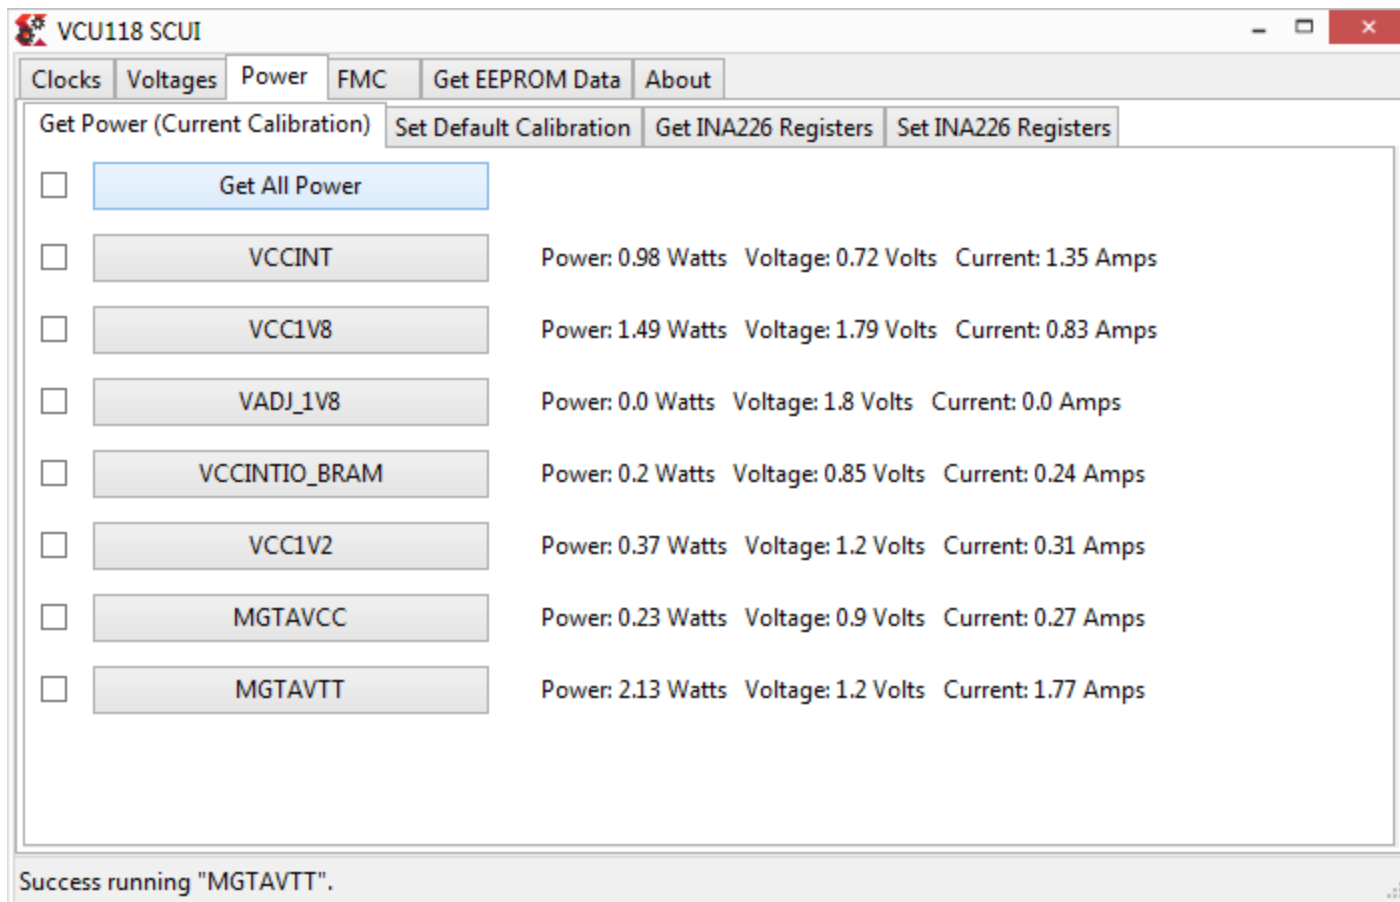 VCU118 SCUI
Clocks Voltages Power FMC Get EEPROM Data About
Get Power (Current Calibration) Set Default Calibration Get INA226 Registers Set INA226 Registers
Get All Power
VCCINT Power: 0.98 Watts Voltage: 0.72 Volts Current: 1.35 Amps
VCC1V8 Power: 1.49 Watts Voltage: 1.79 Volts Current: 0.83 Amps
VADJ_1V8 Power: 0.0 Watts Voltage: 1.8 Volts Current: 0.0 Amps
VCCINTIO_BRAM Power: 0.2 Watts Voltage: 0.85 Volts Current: 0.24 Amps
VCC1V2 Power: 0.37 Watts Voltage: 1.2 Volts Current: 0.31 Amps
MGTAVCC Power: 0.23 Watts Voltage: 0.9 Volts Current: 0.27 Amps
MGTAVTT Power: 2.13 Watts Voltage: 1.2 Volts Current: 1.77 Amps
Success running "MGTAVTT".